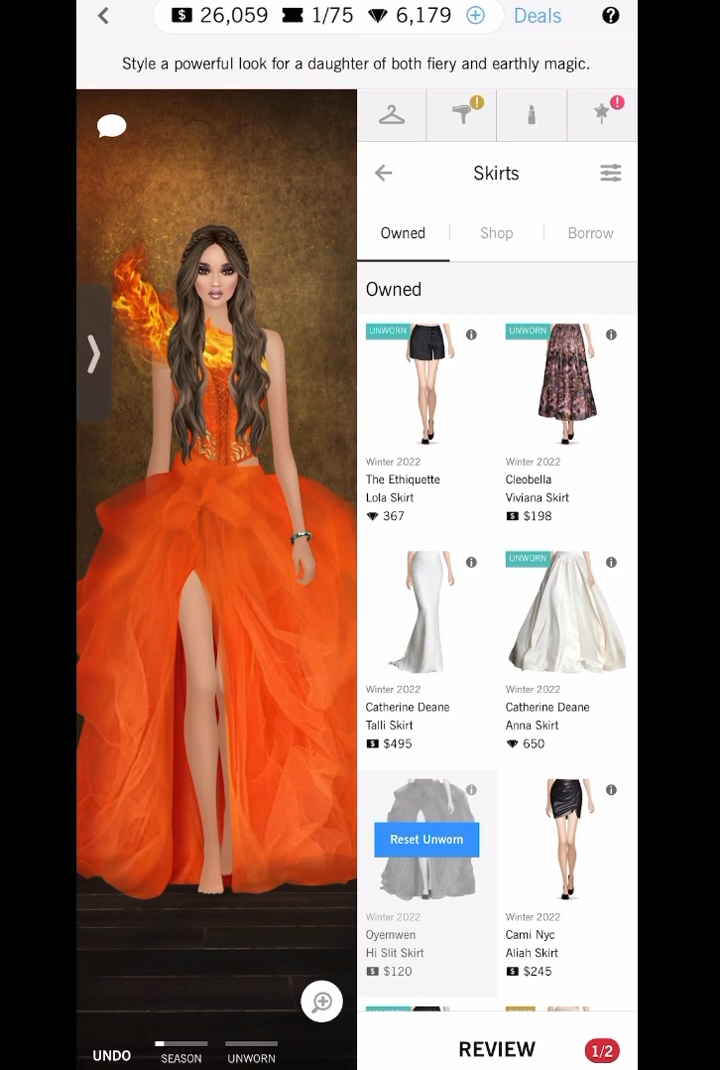 $ 26,059 1/75 6,179 + Deals ?
Style a powerful look for a daughter of both fiery and earthly magic.
! !
Skirts
Owned Shop Borrow
Owned
UNWORN i UNWORN i
Winter 2022 Winter 2022
The Ethiquette Cleobella
Lola Skirt Viviana Skirt
367 $ $198
i UNWORN i
Winter 2022 Winter 2022
Catherine Deane Catherine Deane
Talli Skirt Anna Skirt
$ $495 650
i i
Reset Unworn
Winter 2022 Winter 2022
Oyemwen Cami Nyc
Hi Slit Skirt Aliah Skirt
$ $120 $ $245
UNDO SEASON UNWORN REVIEW 1/2